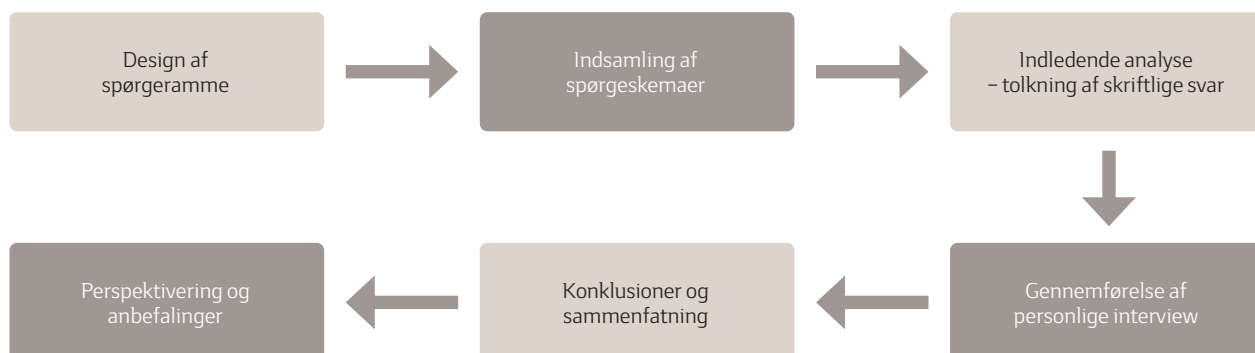 Design af
spørgeramme
Indsamling af
spørgeskemaer
Indledende analyse
– tolkning af skriftlige svar
Perspektivering og
anbefalinger
Konklusioner og
sammenfatning
Gennemførelse af
personlige interview